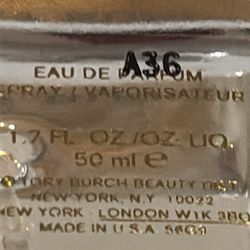 A36
EAU DE PARFUM
SPRAY / VAPORISATEUR
1.7 FL. OZ./OZ. LIQ.
50 ml ℮
TORY BURCH BEAUTY
NEW YORK, N.Y. 10022
NEW YORK · LONDON W1K 3BQ
MADE IN U.S.A.